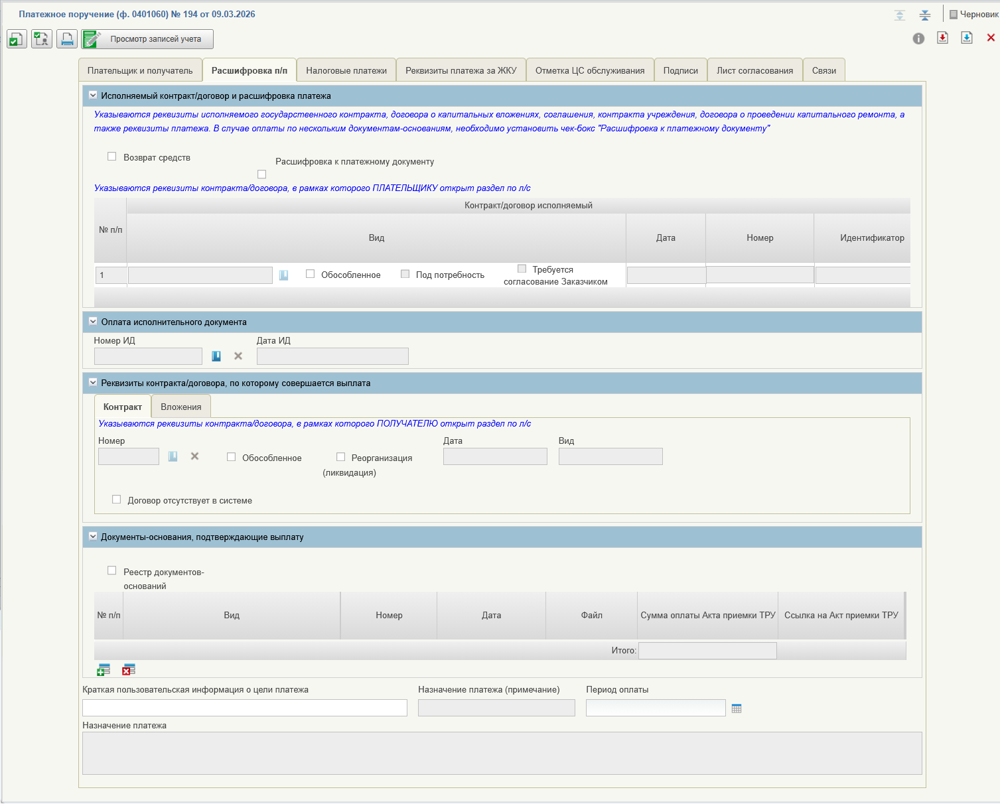 Платежное поручение (ф. 0401060) № 194 от 09.03.2026
Черновик
Просмотр записей учета
Плательщик и получатель
Расшифровка п/п
Налоговые платежи
Реквизиты платежа за ЖКУ
Отметка ЦС обслуживания
Подписи
Лист согласования
Связи
Исполняемый контракт/договор и расшифровка платежа
Указываются реквизиты исполняемого государственного контракта, договора о капитальных вложениях, соглашения, контракта учреждения, договора о проведении капитального ремонта, а
также реквизиты платежа. В случае оплаты по нескольким документам-основаниям, необходимо установить чек-бокс "Расшифровка к платежному документу"
Возврат средств
Расшифровка к платежному документу
Указываются реквизиты контракта/договора, в рамках которого ПЛАТЕЛЬЩИКУ открыт раздел по л/с
№ п/п
Контракт/договор исполняемый
Вид
Дата
Номер
Идентификатор
1
Обособленное
Под потребность
Требуется
согласование Заказчиком
Оплата исполнительного документа
Номер ИД
Дата ИД
Реквизиты контракта/договора, по которому совершается выплата
Контракт
Вложения
Указываются реквизиты контракта/договора, в рамках которого ПОЛУЧАТЕЛЮ открыт раздел по л/с
Номер
Дата
Вид
Обособленное
Реорганизация
(ликвидация)
Договор отсутствует в системе
Документы-основания, подтверждающие выплату
Реестр документов-
оснований
№ п/п
Вид
Номер
Дата
Файл
Сумма оплаты Акта приемки ТРУ
Ссылка на Акт приемки ТРУ
Итого:
Краткая пользовательская информация о цели платежа
Назначение платежа (примечание)
Период оплаты
Назначение платежа